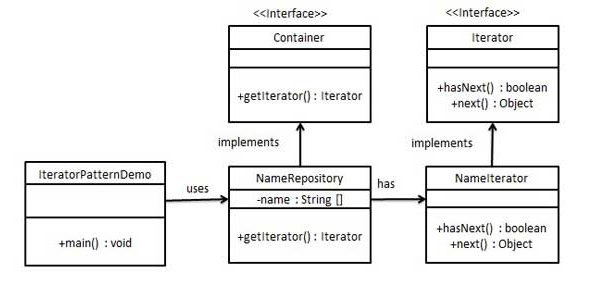 <<Interface>>
Container
+getIterator() : Iterator
<<Interface>>
Iterator
+hasNext() : boolean
+next() : Object
implements
implements
IteratorPatternDemo
+main() : void
uses
NameRepository
-name : String []
+getIterator() : Iterator
has
NameIterator
+hasNext() : boolean
+next() : Object